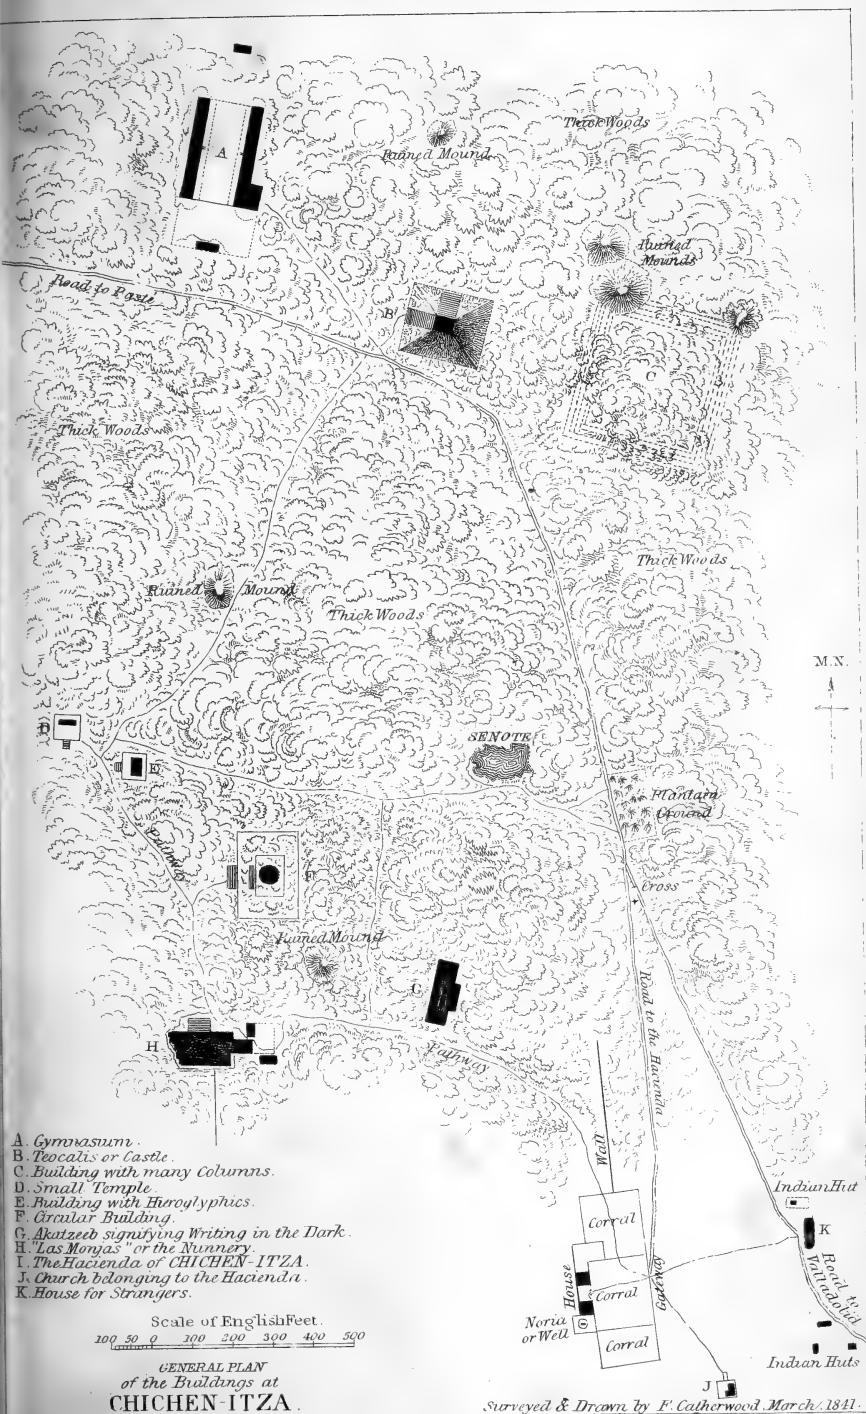 Thick Woods
A
Ruined Mound
Ruined
Mounds
Road to Peste
B
C
Thick Woods
Thick Woods
Ruined Mound
Thick Woods
M.N.
D
SENOTE
E
Plantain
Ground
Pathway
F
Cross
Ruined Mound
G
Road to the Hacienda
H
Pathway
Wall
A. Gymnasium.
B. Teocalis or Castle.
C. Building with many Columns.
D. Small Temple.
E. Building with Hieroglyphics.
F. Circular Building.
G. Akatzeeb signifying Writing in the Dark.
H. "Las Monjas" or the Nunnery.
I. The Hacienda of CHICHEN-ITZA.
J. Church belonging to the Hacienda.
K. House for Strangers.
Indian Hut
Corral
K
House
Corral
Gateway
Road to
Valladolid
Noria
or Well
Corral
Indian Huts
J
Scale of English Feet.
100 50 0 100 200 300 400 500
GENERAL PLAN
of the Buildings at
CHICHEN-ITZA.
Surveyed & Drawn by F. Catherwood. March. 1841.